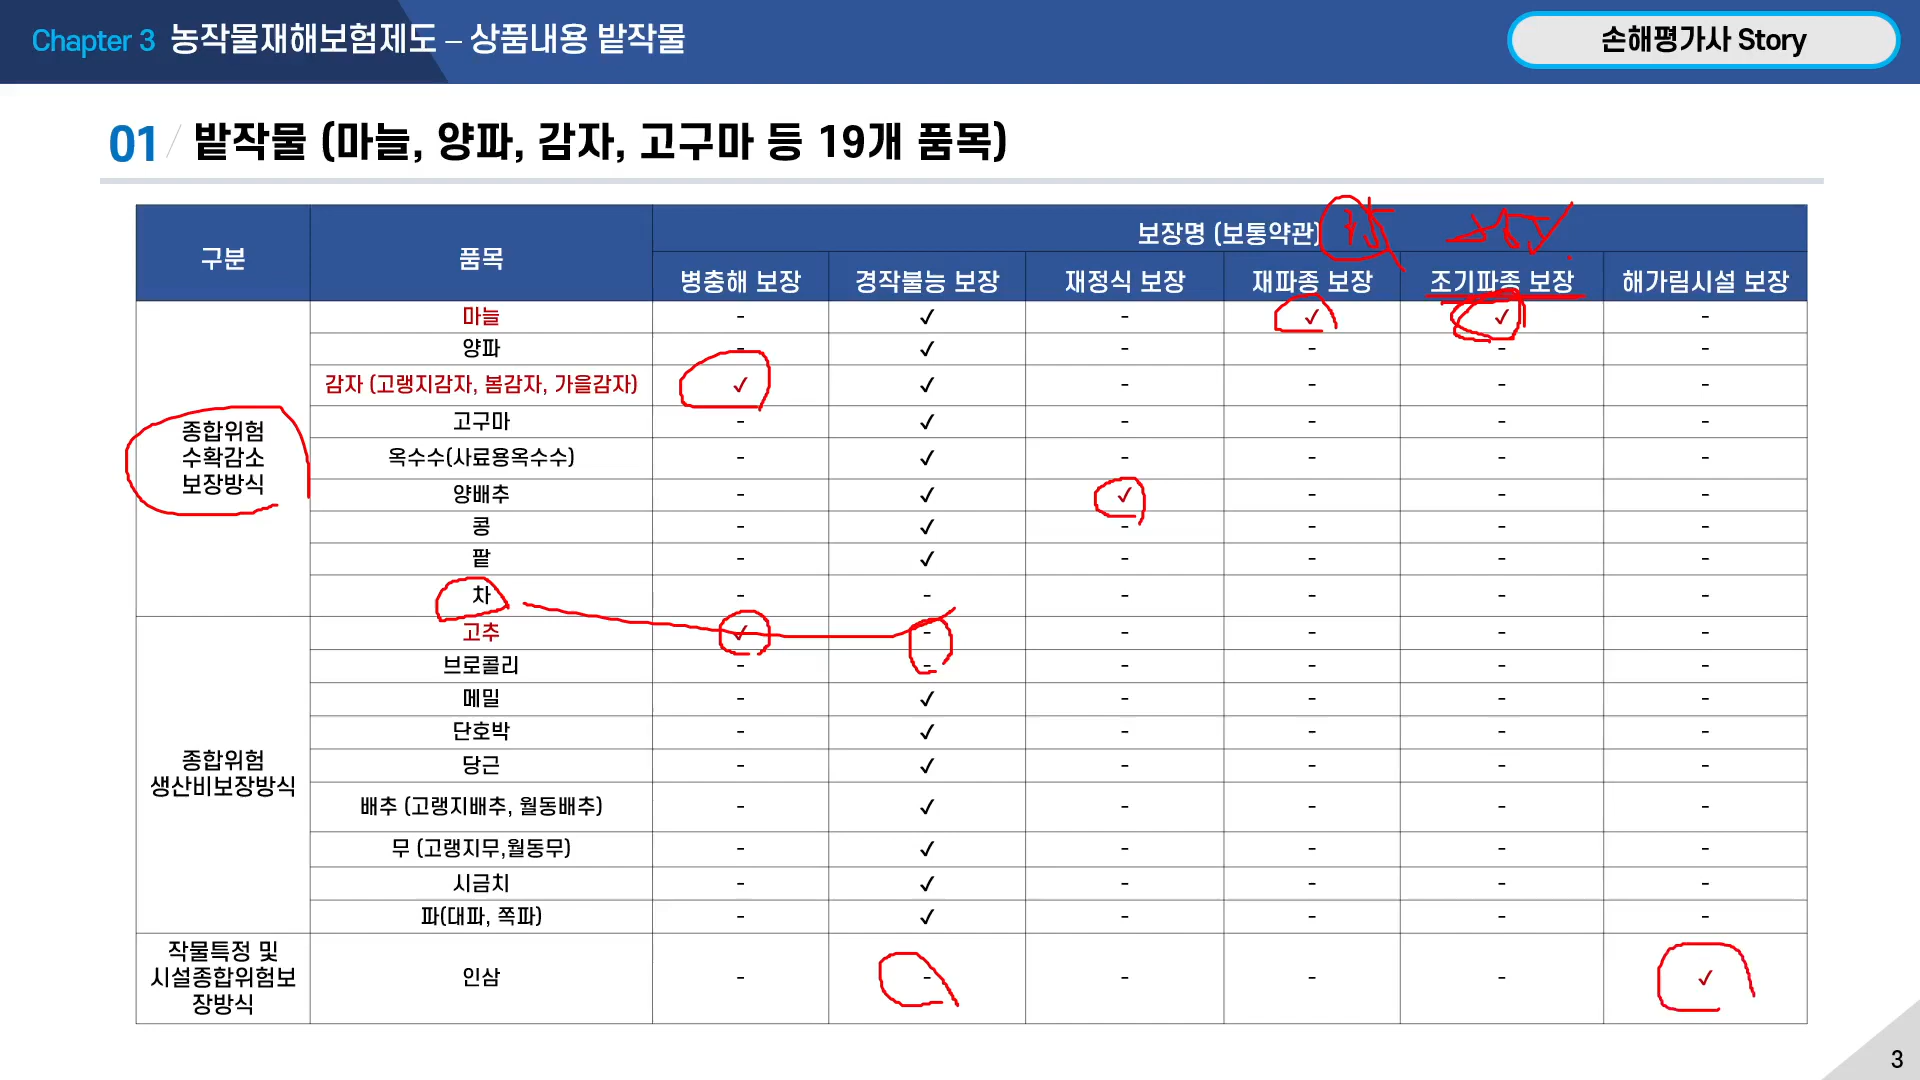 Chapter 3 농작물재해보험제도 – 상품내용 밭작물
손해평가사 Story
01 / 밭작물 (마늘, 양파, 감자, 고구마 등 19개 품목)
구분 품목 보장명 (보통약관)
병충해 보장 경작불능 보장 재정식 보장 재파종 보장 조기파종 보장 해가림시설 보장
종합위험
수확감소
보장방식
마늘 - ✓ - ✓ ✓ -
양파 - ✓ - - - -
감자 (고랭지감자, 봄감자, 가을감자) ✓ ✓ - - - -
고구마 - ✓ - - - -
옥수수(사료용옥수수) - ✓ - - - -
양배추 - ✓ ✓ - - -
콩 - ✓ - - - -
팥 - ✓ - - - -
차 - - - - - -
종합위험
생산비보장방식
고추 ✓ - - - - -
브로콜리 - - - - - -
메밀 - ✓ - - - -
단호박 - ✓ - - - -
당근 - ✓ - - - -
배추 (고랭지배추, 월동배추) - ✓ - - - -
무 (고랭지무,월동무) - ✓ - - - -
시금치 - ✓ - - - -
파(대파, 쪽파) - ✓ - - - -
작물특정 및
시설종합위험보
장방식
인삼 - - - - - ✓
3